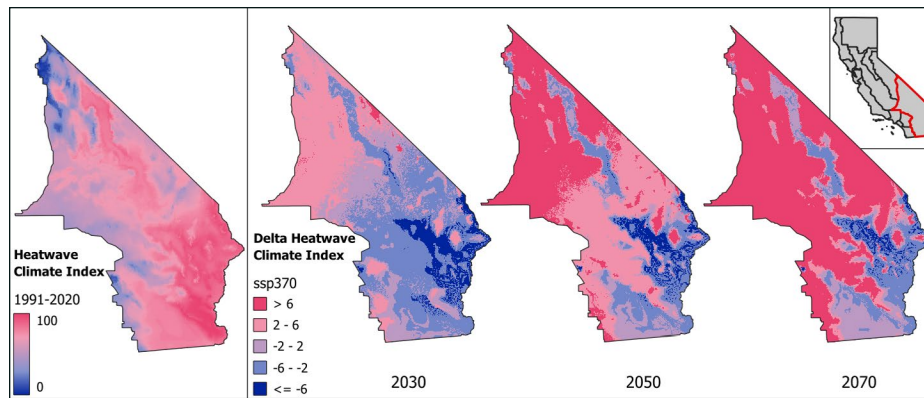 Heatwave
Climate Index
1991-2020
100
0
Delta Heatwave
Climate Index
ssp370
> 6
2 - 6
-2 - 2
-6 - -2
<= -6
2030
2050
2070